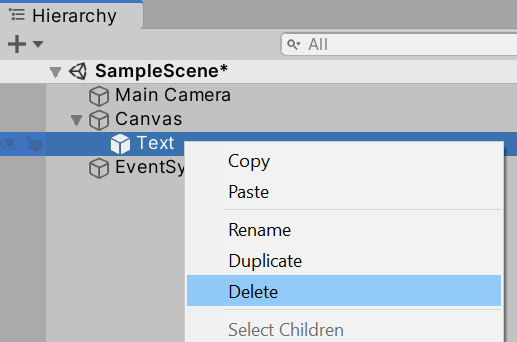 Hierarchy
All
SampleScene*
Main Camera
Canvas
Text
EventSy
Copy
Paste
Rename
Duplicate
Delete
Select Children